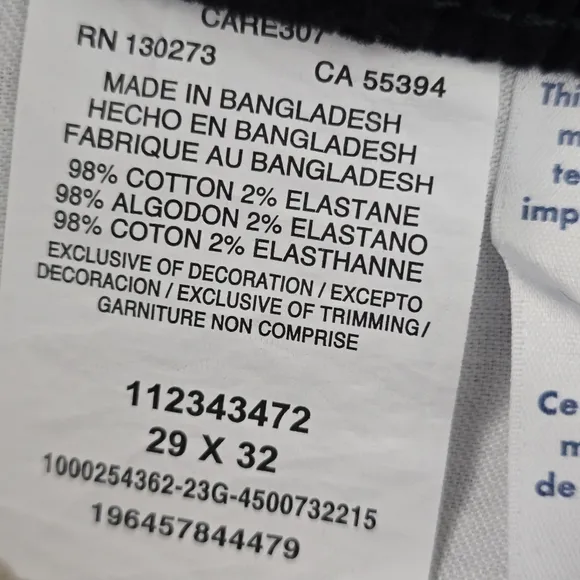 CARE307
RN 130273
CA 55394
MADE IN BANGLADESH
HECHO EN BANGLADESH
FABRIQUE AU BANGLADESH
98% COTTON 2% ELASTANE
98% ALGODON 2% ELASTANO
98% COTON 2% ELASTHANNE
EXCLUSIVE OF DECORATION / EXCEPTO
DECORACION / EXCLUSIVE OF TRIMMING /
GARNITURE NON COMPRISE
112343472
29 X 32
1000254362-23G-4500732215
196457844479
Thi
m
te
imp
Ce
m
de